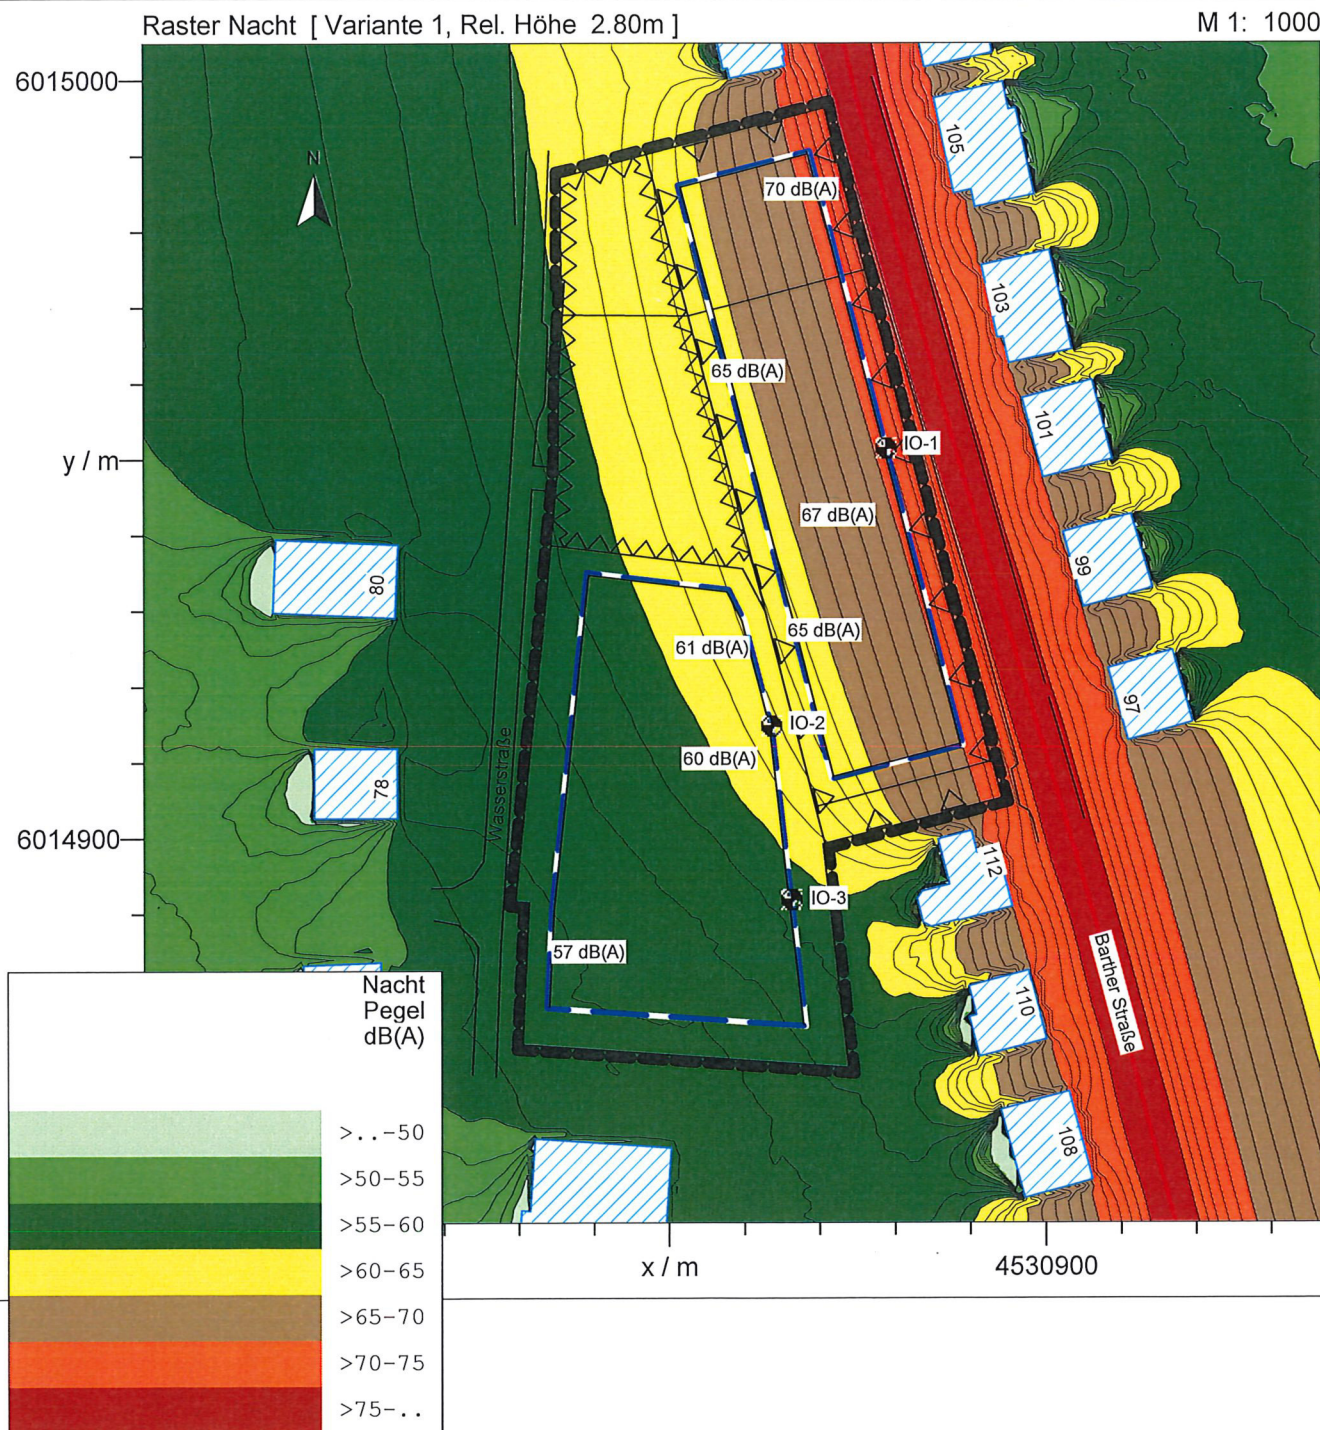 Raster Nacht [ Variante 1, Rel. Höhe 2.80m ]
M 1: 1000
6015000
N
105
70 dB(A)
103
65 dB(A)
101
y / m
IO-1
67 dB(A)
99
80
65 dB(A)
61 dB(A)
97
IO-2
60 dB(A)
78
Wasserstraße
6014900
112
IO-3
57 dB(A)
Barther Straße
110
108
x / m
4530900
Nacht
Pegel
dB(A)
>..-50
>50-55
>55-60
>60-65
>65-70
>70-75
>75-..